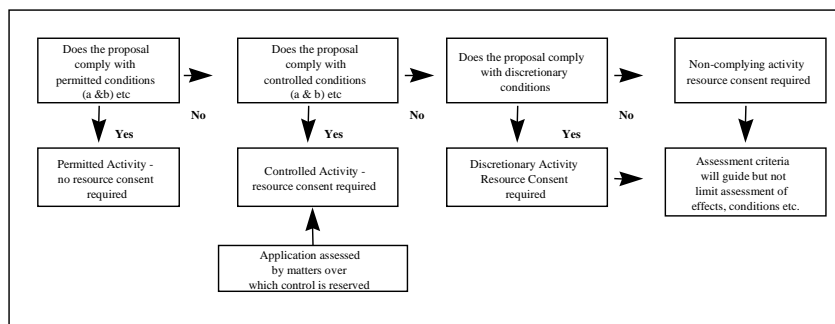 Does the proposal
comply with
permitted conditions
(a &b) etc
No
Does the proposal
comply with
controlled conditions
(a & b) etc
No
Does the proposal comply
with discretionary
conditions
No
Non-complying activity
resource consent required
Yes
Yes
Yes
Permitted Activity -
no resource consent
required
Controlled Activity -
resource consent required
Discretionary Activity
Resource Consent
required
Assessment criteria
will guide but not
limit assessment of
effects, conditions etc.
Application assessed
by matters over
which control is reserved